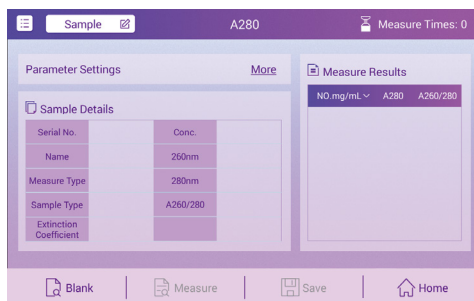 Sample
A280
Measure Times: 0
Parameter Settings
More
Sample Details
Serial No.
Conc.
Name
260nm
Measure Type
280nm
Sample Type
A260/280
Extinction
Coefficient
Measure Results
NO. mg/mL A280 A260/280
Blank
Measure
Save
Home